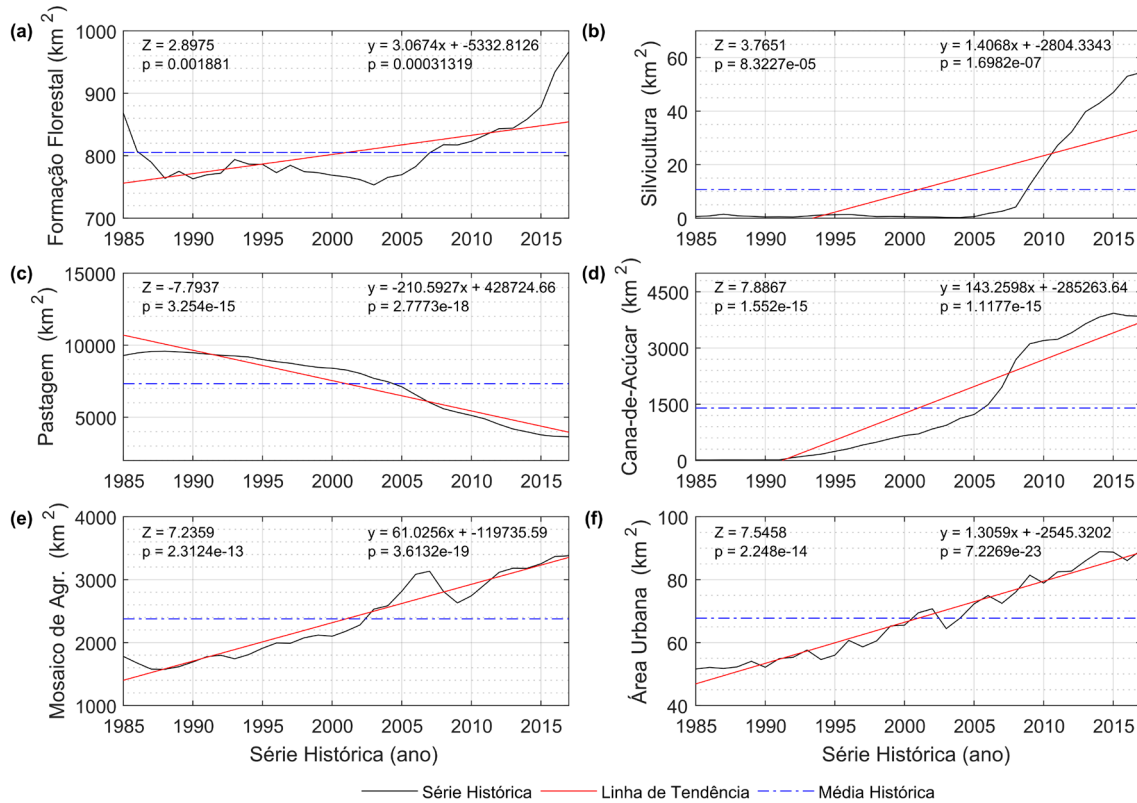 (a)
Formação Florestal (km²)
1000
900
800
700
Z = 2.8975
p = 0.001881
y = 3.0674x + -5332.8126
p = 0.00031319
1985 1990 1995 2000 2005 2010 2015
(b)
Silvicultura (km²)
60
40
20
0
Z = 3.7651
p = 8.3227e-05
y = 1.4068x + -2804.3343
p = 1.6982e-07
1985 1990 1995 2000 2005 2010 2015
(c)
Pastagem (km²)
15000
10000
5000
Z = -7.7937
p = 3.254e-15
y = -210.5927x + 428724.66
p = 2.7773e-18
1985 1990 1995 2000 2005 2010 2015
(d)
Cana-de-Acúcar (km²)
4500
3000
1500
0
Z = 7.8867
p = 1.552e-15
y = 143.2598x + -285263.64
p = 1.1177e-15
1985 1990 1995 2000 2005 2010 2015
(e)
Mosaico de Agr. (km²)
4000
3000
2000
1000
Z = 7.2359
p = 2.3124e-13
y = 61.0256x + -119735.59
p = 3.6132e-19
1985 1990 1995 2000 2005 2010 2015
Série Histórica (ano)
(f)
Área Urbana (km²)
100
80
60
40
Z = 7.5458
p = 2.248e-14
y = 1.3059x + -2545.3202
p = 7.2269e-23
1985 1990 1995 2000 2005 2010 2015
Série Histórica (ano)
Série Histórica Linha de Tendência Média Histórica